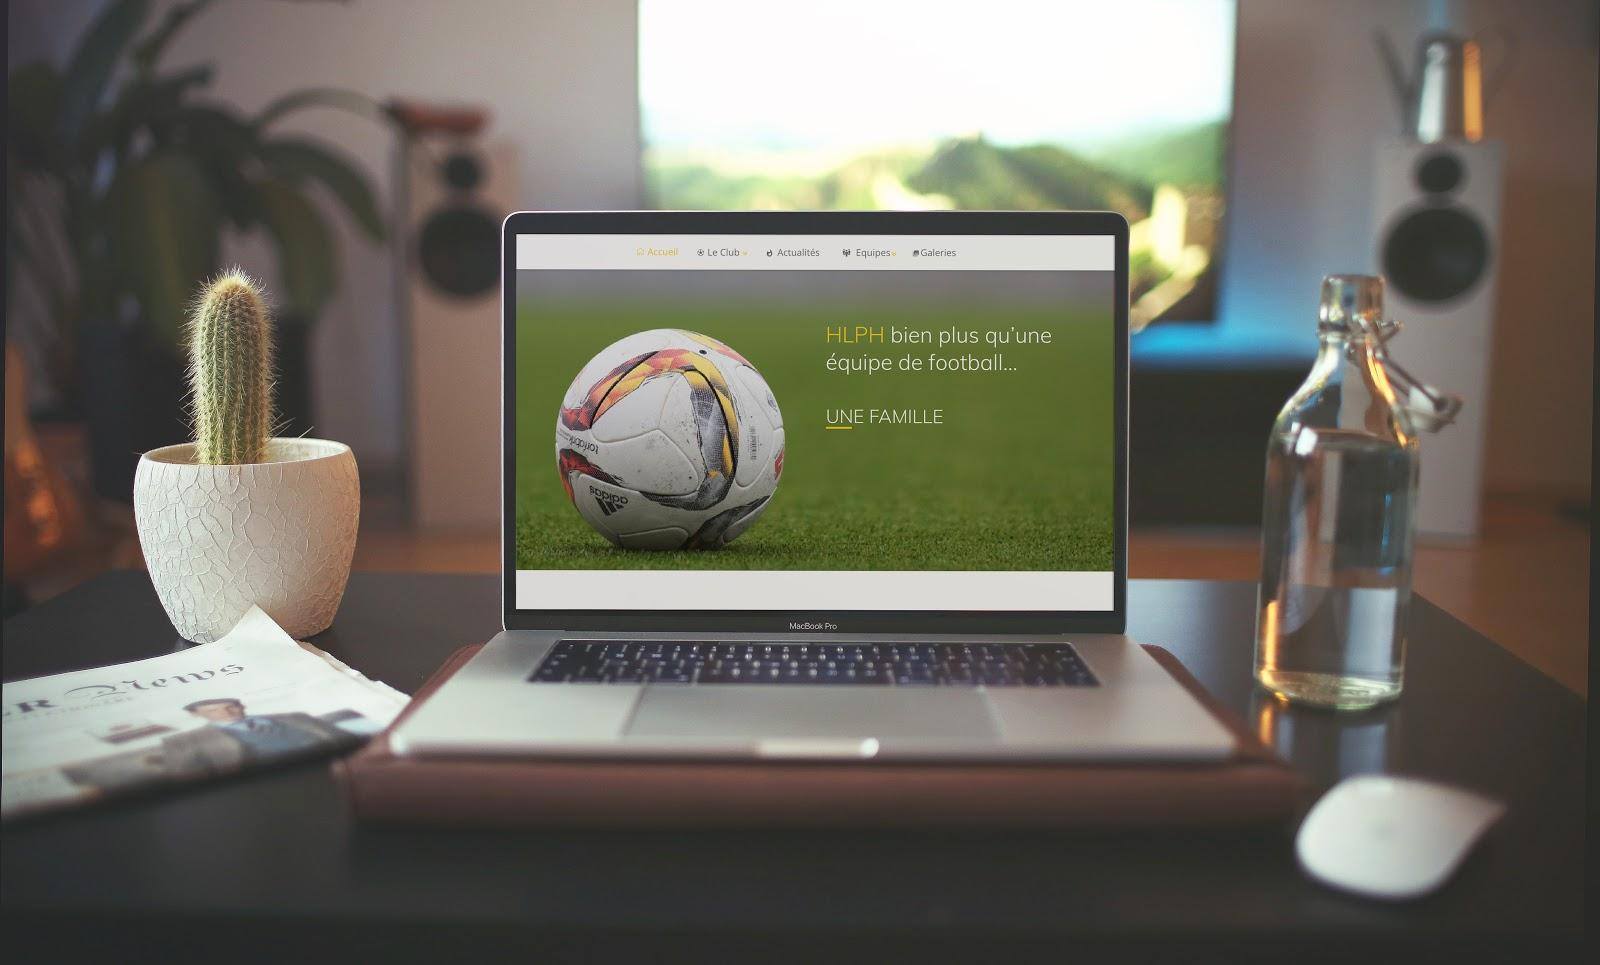 Accueil Le Club Actualités Equipes Galeries
HLPH bien plus qu'une
équipe de football...
UNE FAMILLE
torfabrik
adidas
MacBook Pro
R News